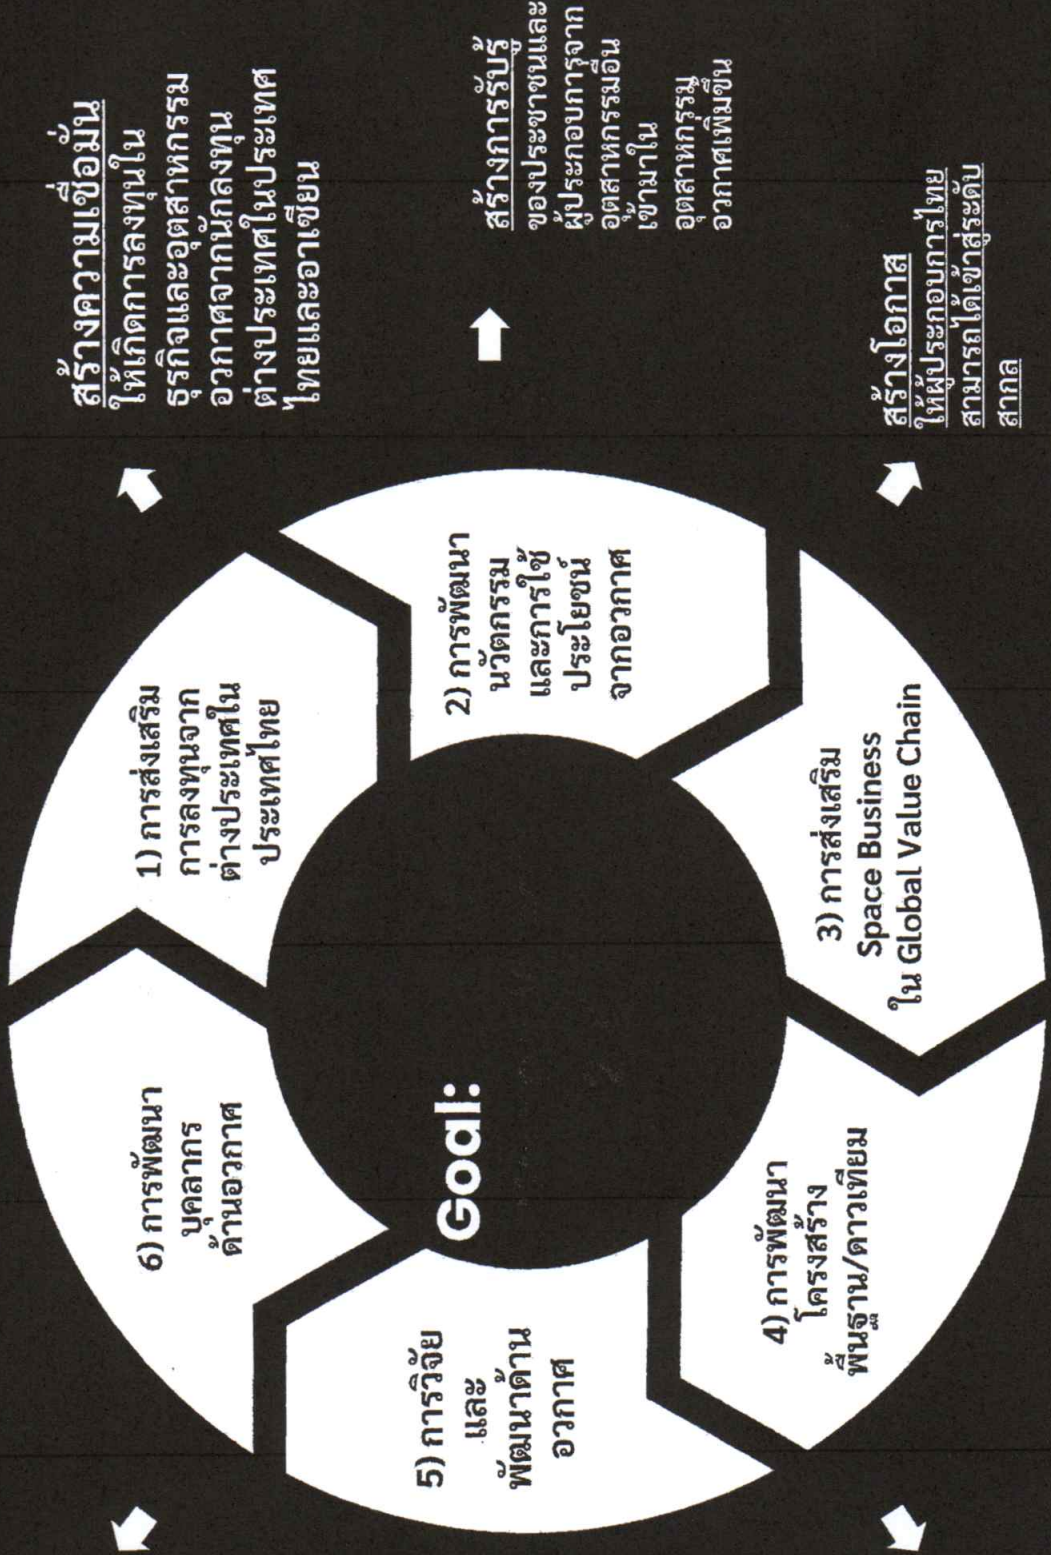 สร้างความเชื่อมั่น
ให้เกิดการลงทุนใน
ธุรกิจและอุตสาหกรรม
อวกาศจากนักลงทุน
ต่างประเทศในประเทศ
ไทยและอาเซียน
สร้างการรับรู้
ของประชาชนและ
ผู้ประกอบการจาก
อุตสาหกรรมอื่น
เข้ามาใน
อุตสาหกรรม
อวกาศเพิ่มขึ้น
สร้างโอกาส
ให้ผู้ประกอบการไทย
สามารถได้เข้าสู่ระดับ
สากล
1) การส่งเสริม
การลงทุนจาก
ต่างประเทศใน
ประเทศไทย
2) การพัฒนา
นวัตกรรม
และการใช้
ประโยชน์
จากอวกาศ
3) การส่งเสริม
Space Business
ใน Global Value Chain
4) การพัฒนา
โครงสร้าง
พื้นฐาน/ดาวเทียม
5) การวิจัย
และ
พัฒนาด้าน
อวกาศ
6) การพัฒนา
บุคลากร
ด้านอวกาศ
Goal: